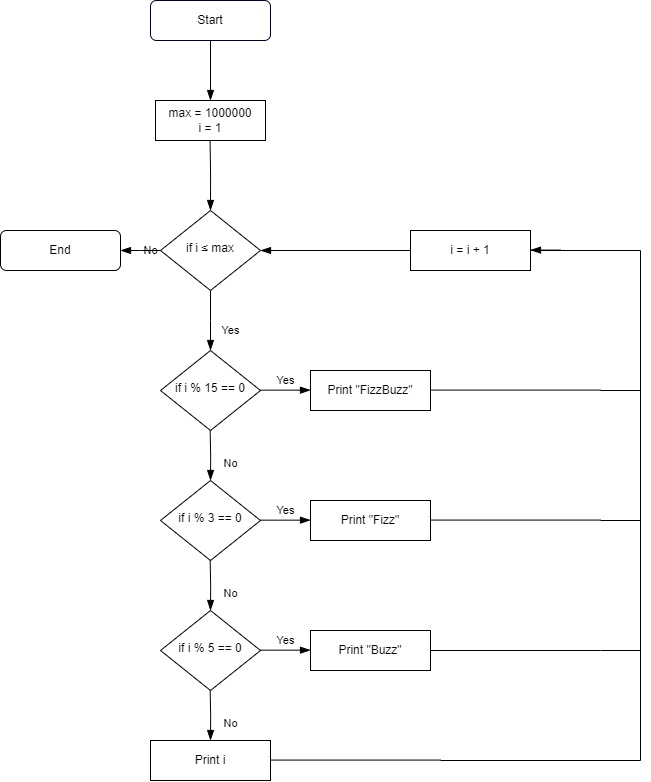 Start
max = 1000000
i = 1
End
No
if i ≤ max
i = i + 1
Yes
if i % 15 == 0
Yes
Print "FizzBuzz"
No
if i % 3 == 0
Yes
Print "Fizz"
No
if i % 5 == 0
Yes
Print "Buzz"
No
Print i